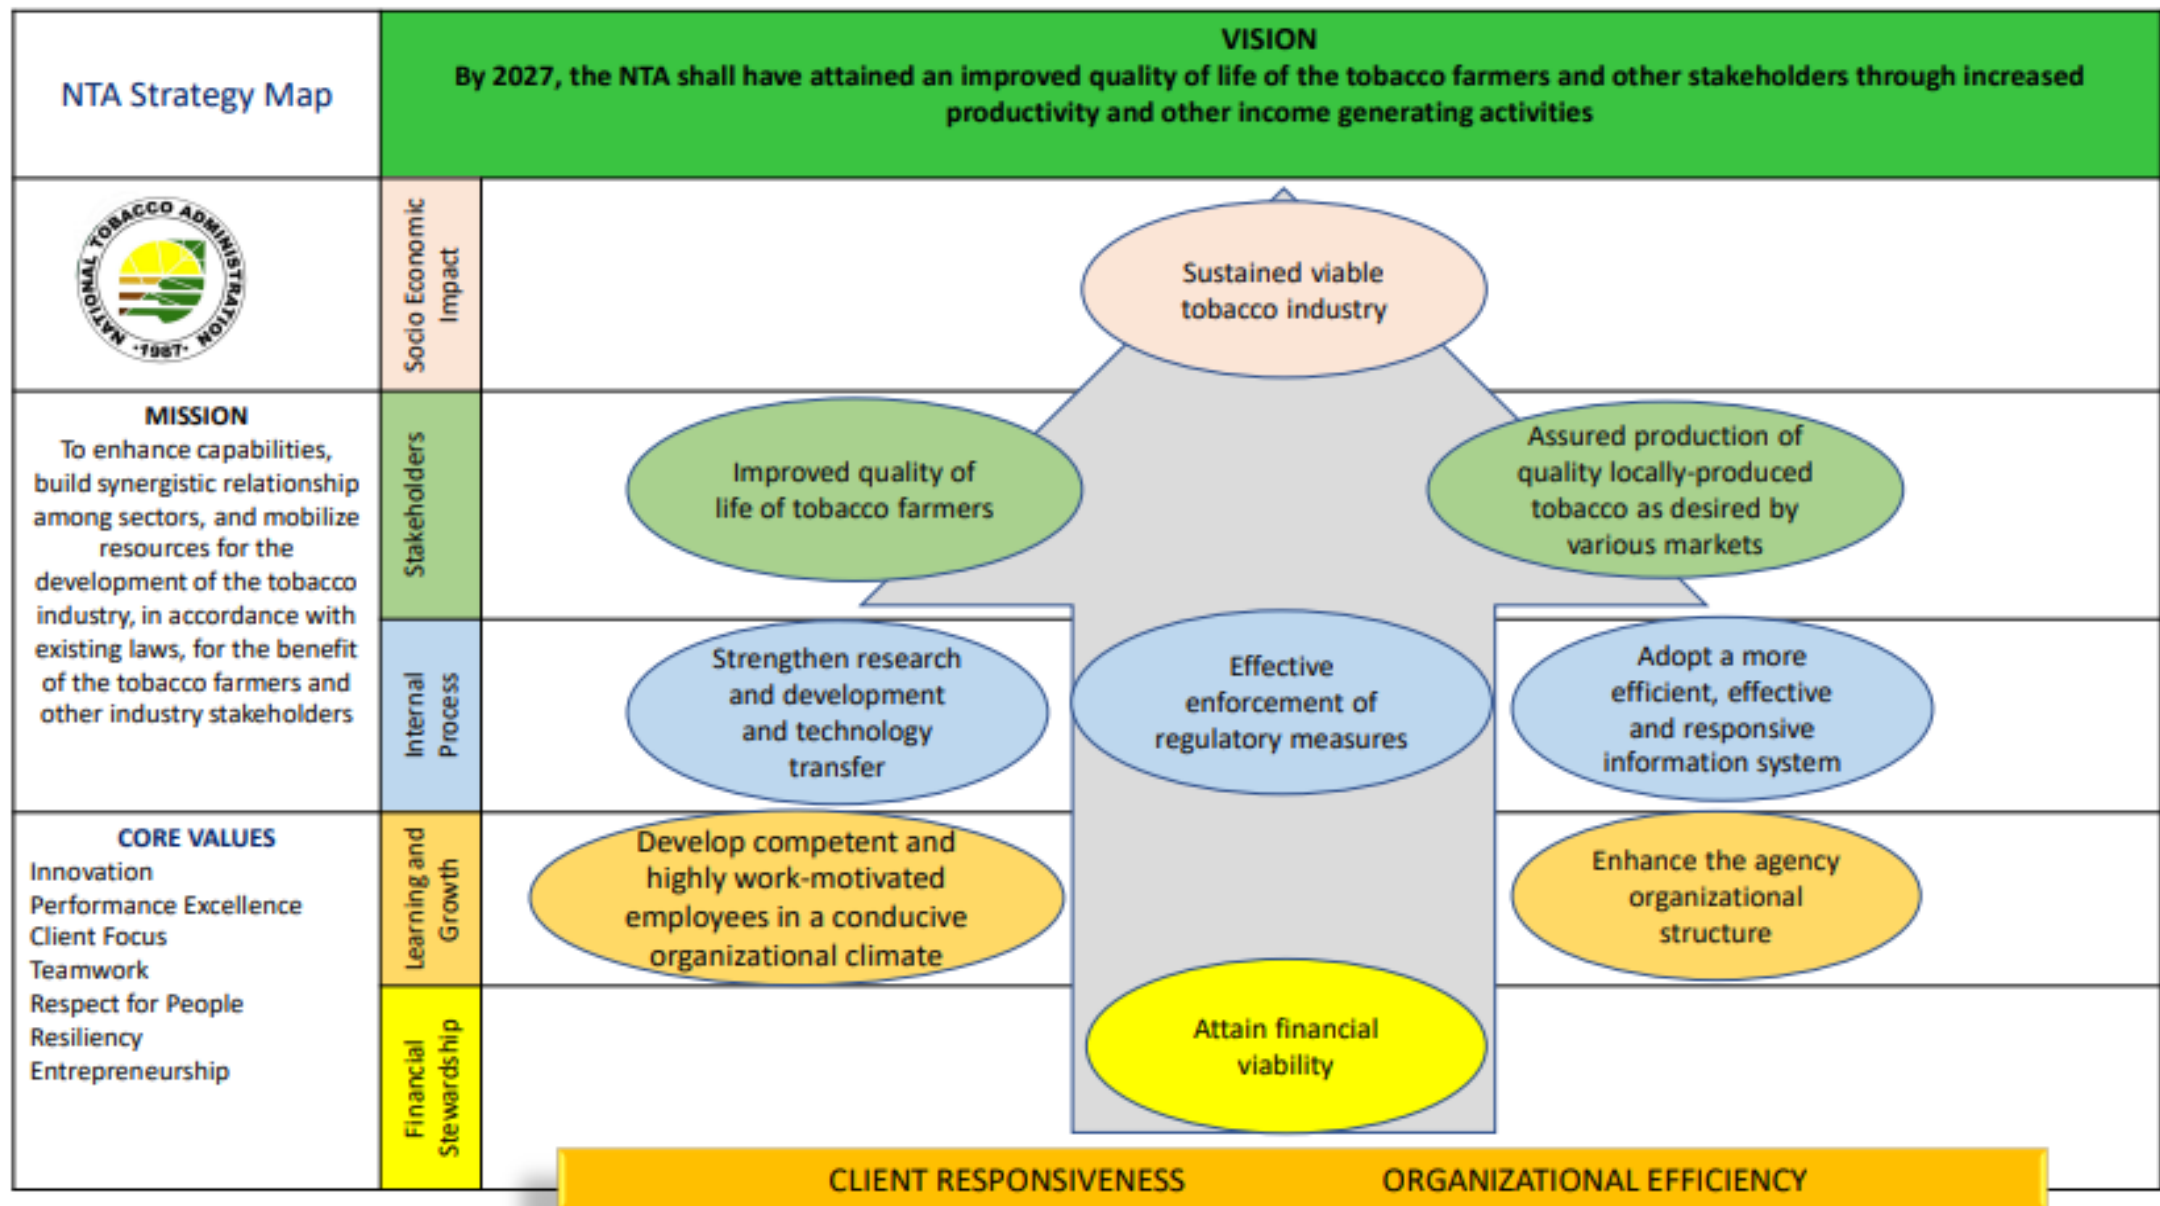 NTA Strategy Map
VISION
By 2027, the NTA shall have attained an improved quality of life of the tobacco farmers and other stakeholders through increased
productivity and other income generating activities
NATIONAL TOBACCO ADMINISTRATION
·1987·
Socio Economic
Impact
Sustained viable
tobacco industry
MISSION
To enhance capabilities,
build synergistic relationship
among sectors, and mobilize
resources for the
development of the tobacco
industry, in accordance with
existing laws, for the benefit
of the tobacco farmers and
other industry stakeholders
Stakeholders
Improved quality of
life of tobacco farmers
Assured production of
quality locally-produced
tobacco as desired by
various markets
Internal
Process
Strengthen research
and development
and technology
transfer
Effective
enforcement of
regulatory measures
Adopt a more
efficient, effective
and responsive
information system
CORE VALUES
Innovation
Performance Excellence
Client Focus
Teamwork
Respect for People
Resiliency
Entrepreneurship
Learning and
Growth
Develop competent and
highly work-motivated
employees in a conducive
organizational climate
Enhance the agency
organizational
structure
Financial
Stewardship
Attain financial
viability
CLIENT RESPONSIVENESS
ORGANIZATIONAL EFFICIENCY